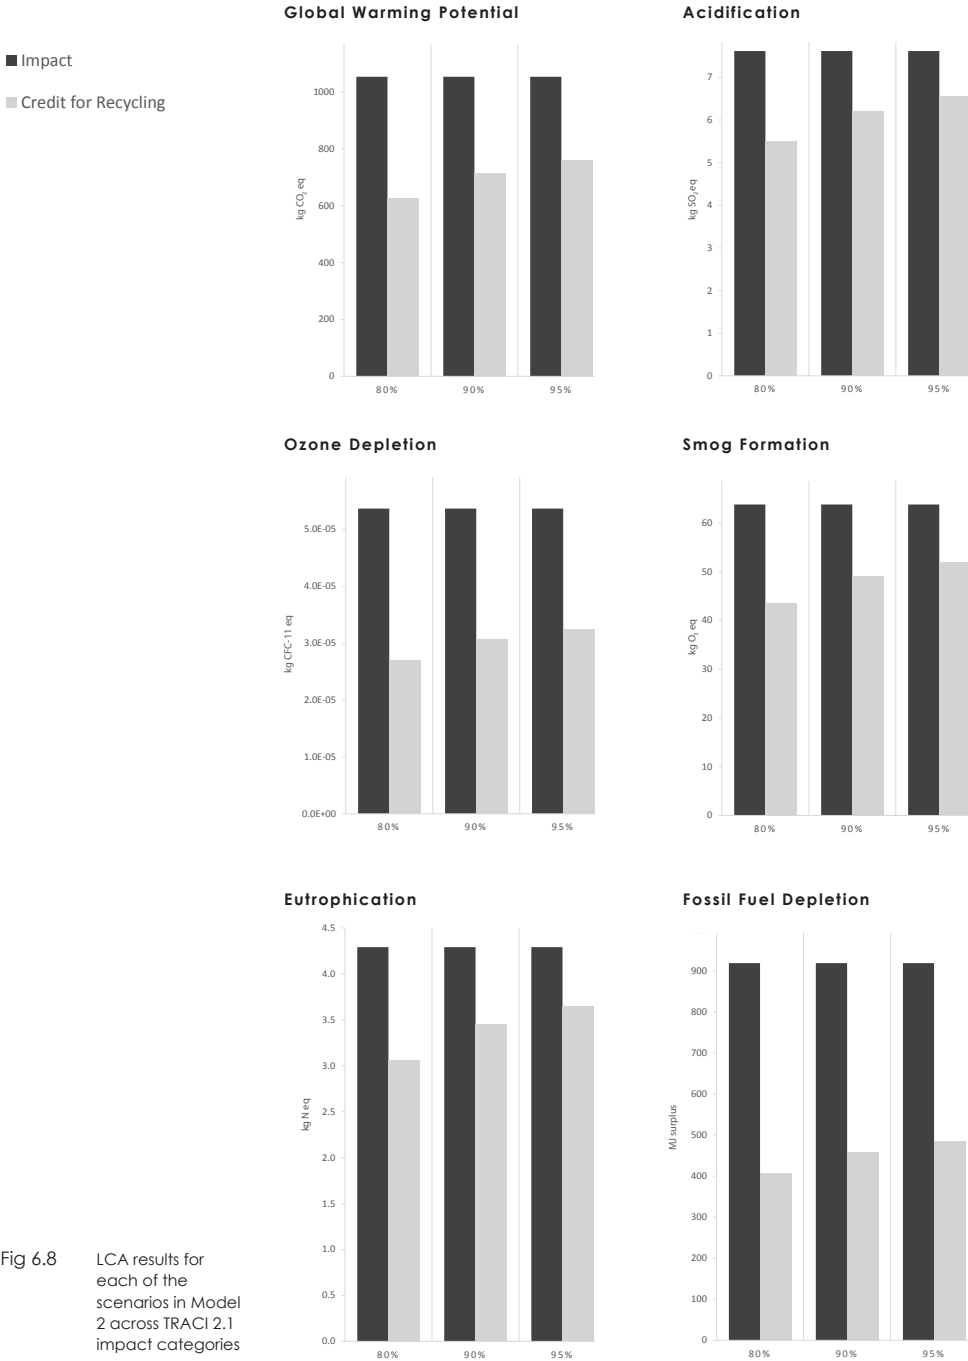 Impact
Credit for Recycling
Global Warming Potential
kg CO2 eq
1000
800
600
400
200
0
80% 90% 95%
Acidification
kg SO2 eq
7
6
5
4
3
2
1
0
80% 90% 95%
Ozone Depletion
kg CFC-11 eq
5.0E-05
4.0E-05
3.0E-05
2.0E-05
1.0E-05
0.0E+00
80% 90% 95%
Smog Formation
kg O3 eq
60
50
40
30
20
10
0
80% 90% 95%
Eutrophication
kg N eq
4.5
4.0
3.5
3.0
2.5
2.0
1.5
1.0
0.5
0.0
80% 90% 95%
Fossil Fuel Depletion
MJ surplus
900
800
700
600
500
400
300
200
100
0
80% 90% 95%
Fig 6.8 LCA results for
each of the
scenarios in Model
2 across TRACI 2.1
impact categories